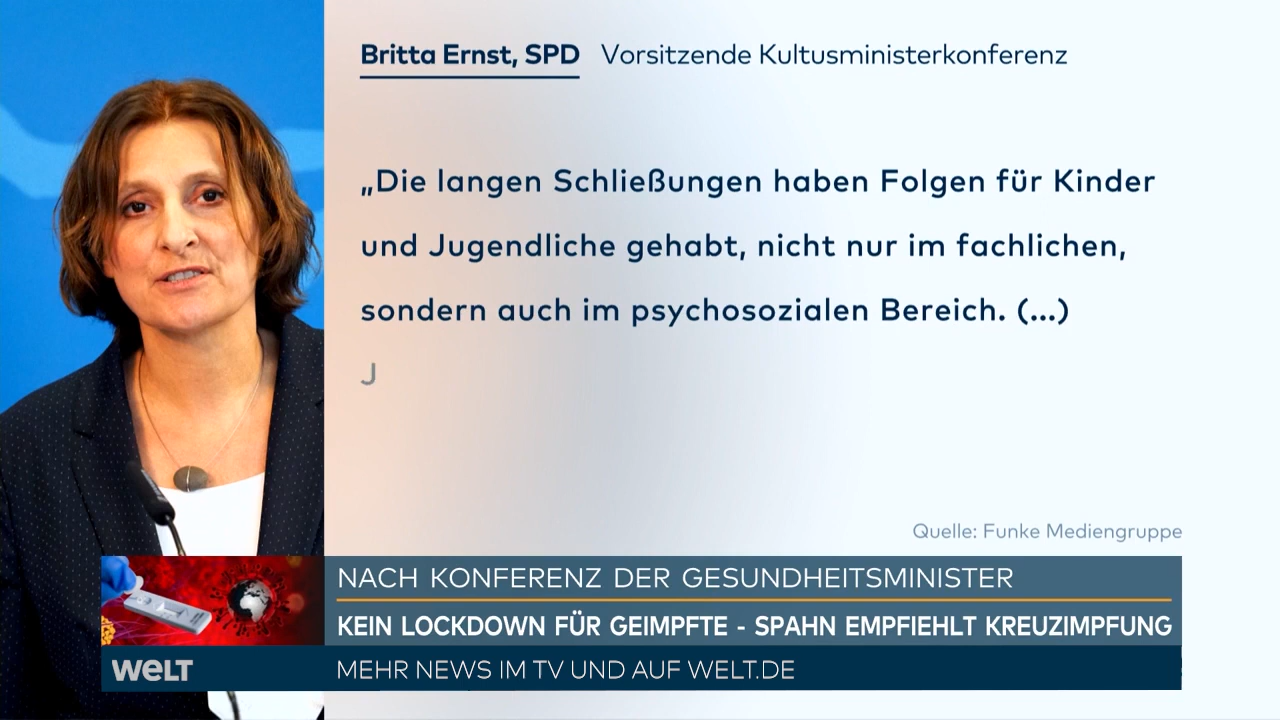 Britta Ernst, SPD Vorsitzende Kultusministerkonferenz
„Die langen Schließungen haben Folgen für Kinder
und Jugendliche gehabt, nicht nur im fachlichen,
sondern auch im psychosozialen Bereich. (...)
J
Quelle: Funke Mediengruppe
NACH KONFERENZ DER GESUNDHEITSMINISTER
KEIN LOCKDOWN FÜR GEIMPFTE - SPAHN EMPFIEHLT KREUZIMPFUNG
WELT MEHR NEWS IM TV UND AUF WELT.DE